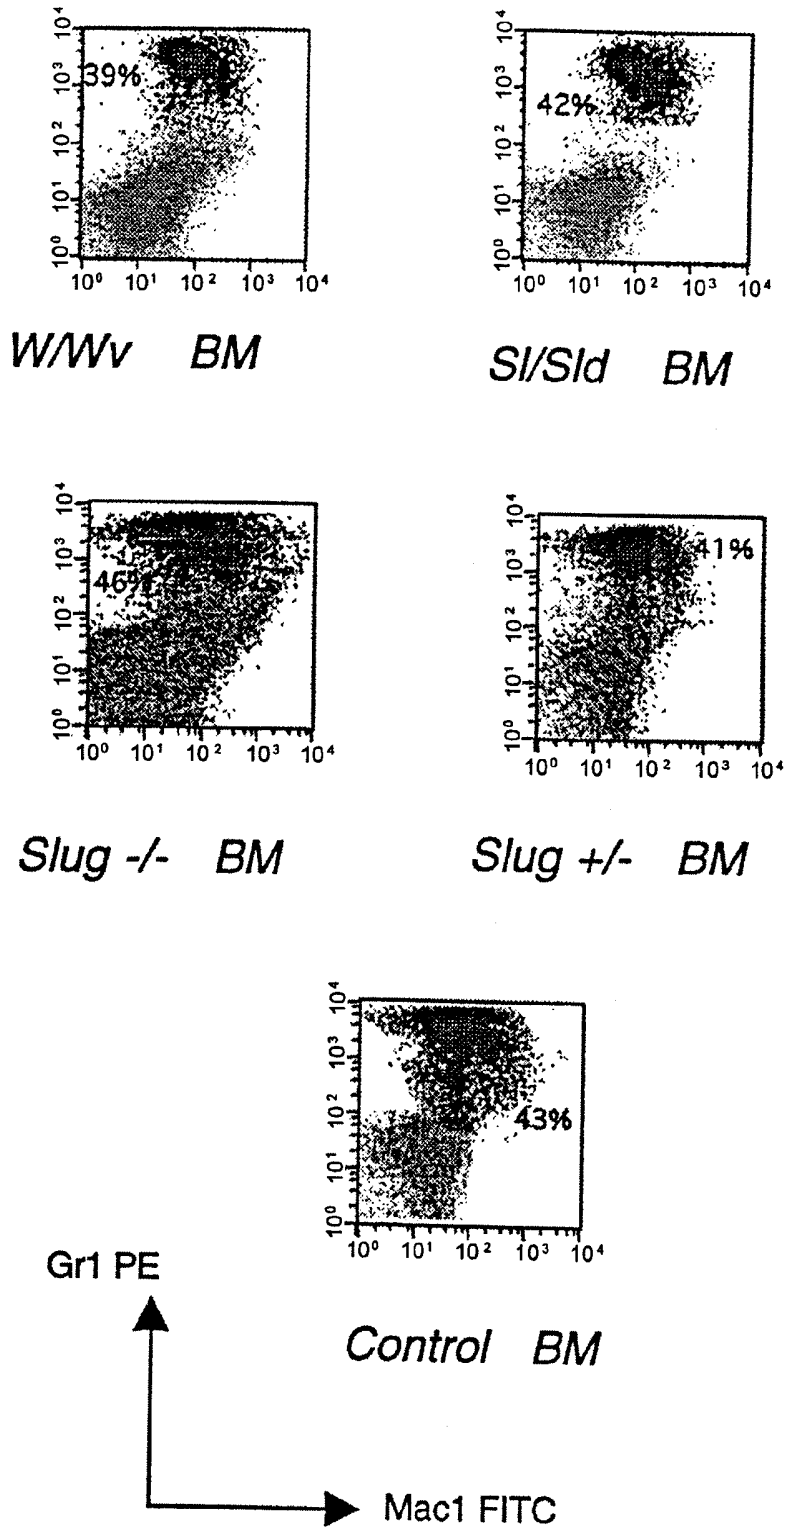 10⁴ 10⁴
10³ 39% 10³ 42%
10² 10²
10¹ 10¹
10⁰ 10⁰
10⁰ 10¹ 10² 10³ 10⁴ 10⁰ 10¹ 10² 10³ 10⁴
W/Wv BM Sl/Sld BM
10⁴ 10⁴
10³ 46% 10³ 41%
10² 10²
10¹ 10¹
10⁰ 10⁰
10⁰ 10¹ 10² 10³ 10⁴ 10⁰ 10¹ 10² 10³ 10⁴
Slug -/- BM Slug +/- BM
10⁴
10³
10² 43%
10¹
10⁰
10⁰ 10¹ 10² 10³ 10⁴
Gr1 PE
Control BM
Mac1 FITC